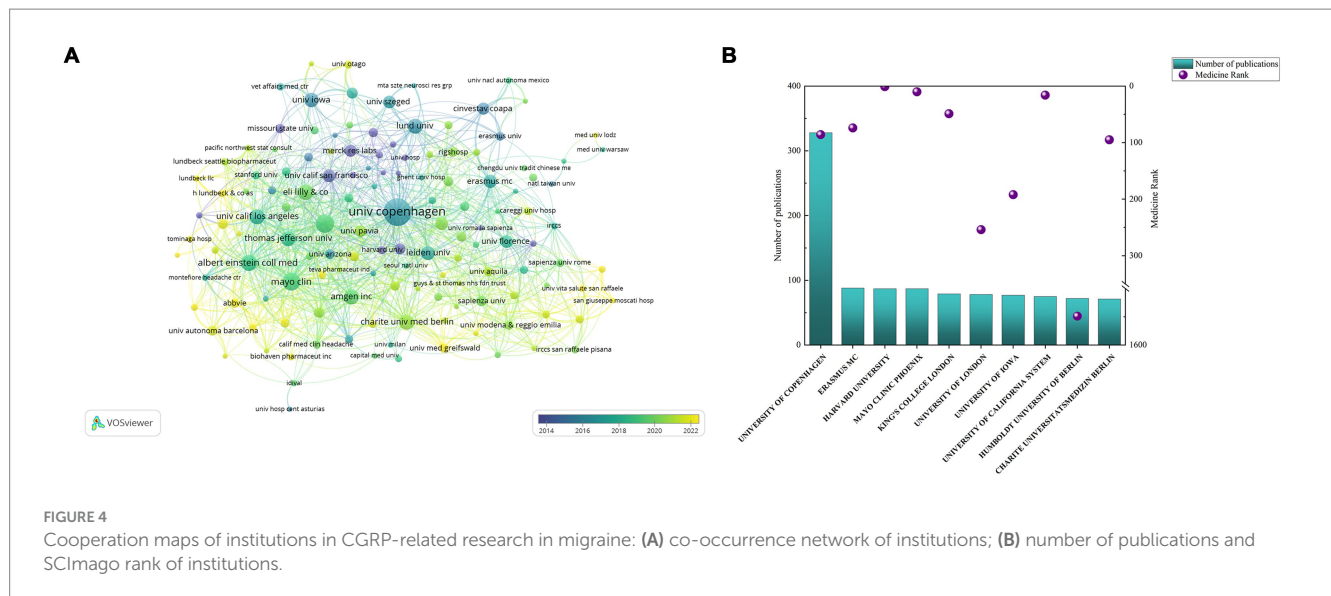 A
univ otago
vet affairs med ctr
mta szte neurosci res grp
univ nacl autonoma mexico
univ iowa
univ szeged
cinvestav coapa
missouri state univ
lund univ
erasmus univ
med univ lodz
pacific northwest stat consult
merck res labs
rigshosp
med univ warsaw
lundbeck seattle biopharmaceut
univ hosp
chengdu univ tradit chinese me
stanford univ
univ calif san francisco
ghent univ hosp
lundbeck llc
erasmus mc
natl taiwan univ
h lundbeck & co as
eli lilly & co
univ copenhagen
careggi univ hosp
univ calif los angeles
univ pavia
univ romalia sapienza
irccs
tominaga hosp
thomas jefferson univ
univ florence
harvard univ
leiden univ
univ arizona
albert einstein coll med
seoul natl univ
sapienza univ rome
montefiore headache ctr
teva pharmaceut ind
univ aquila
mayo clin
guys & st thomas nhs fdn trust
univ vita salute san raffaele
abbvie
amgen inc
sapienza univ
san giuseppe moscati hosp
univ autonoma barcelona
charite univ med berlin
univ modena & reggio emilia
calif med clin headache
univ milan
univ med greifswald
irccs san raffaele pisana
biohaven pharmaceut inc
capital med univ
idival
univ hosp cent asturias
VOSviewer
2014 2016 2018 2020 2022
B
Number of publications
Medicine Rank
400
300
200
100
0
Number of publications
0
100
200
300
1600
Medicine Rank
UNIVERSITY OF COPENHAGEN
ERASMUS MC
HARVARD UNIVERSITY
MAYO CLINIC PHOENIX
KING'S COLLEGE LONDON
UNIVERSITY OF LONDON
UNIVERSITY OF IOWA
UNIVERSITY OF CALIFORNIA SYSTEM
HUMBOLDT UNIVERSITY OF BERLIN
CHARITE UNIVERSITATSMEDIZIN BERLIN
FIGURE 4
Cooperation maps of institutions in CGRP-related research in migraine: (A) co-occurrence network of institutions; (B) number of publications and
SCImago rank of institutions.